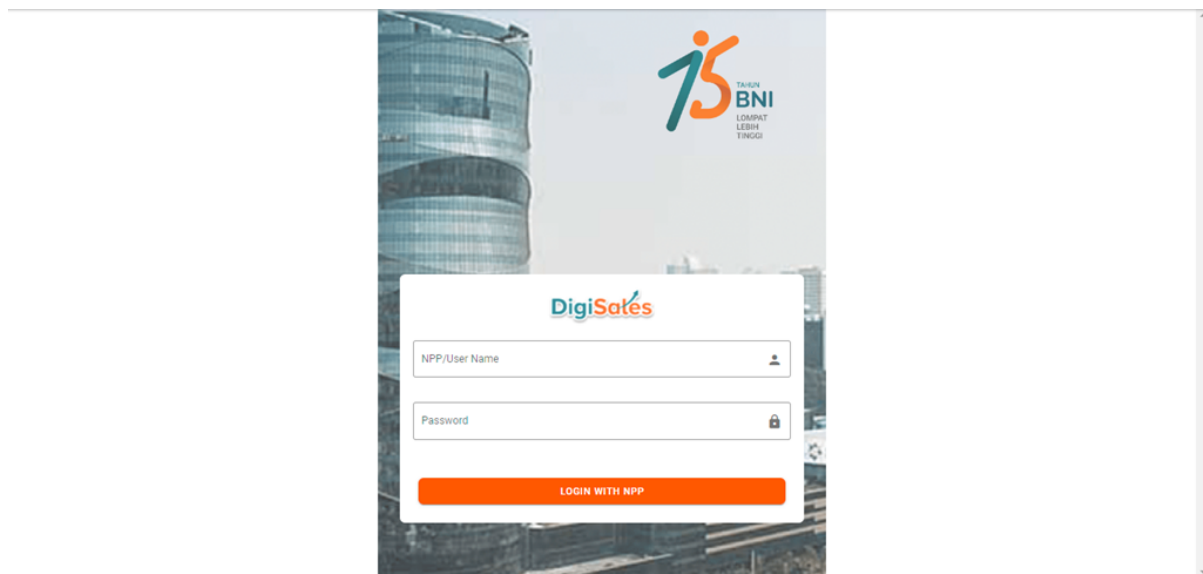 75
TAHUN
BNI
LOMPAT
LEBIH
TINGGI
DigiSales
NPP/User Name
Password
LOGIN WITH NPP